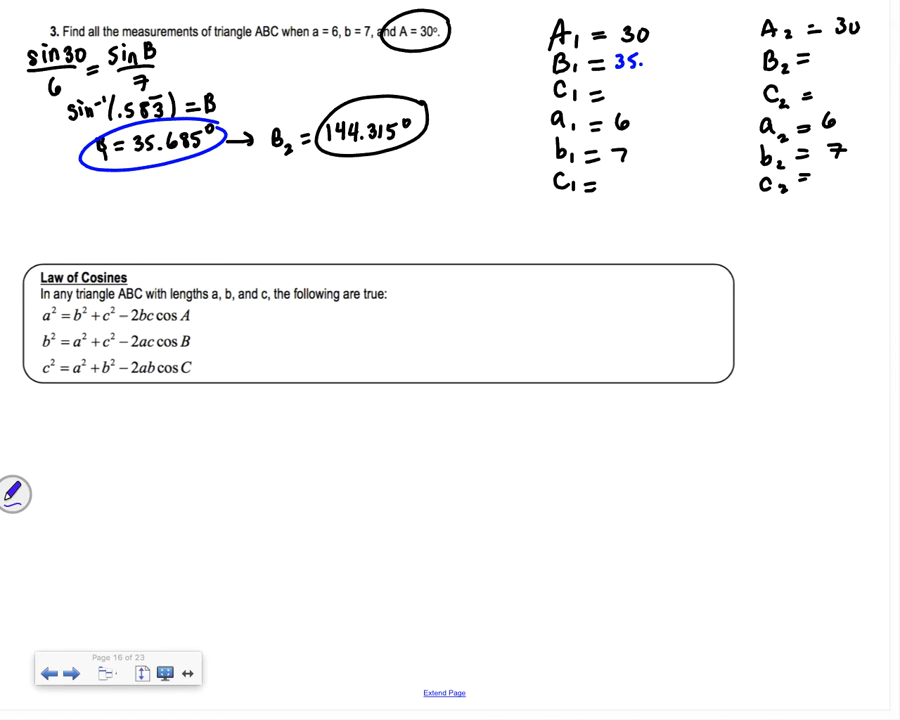 3. Find all the measurements of triangle ABC when a = 6, b = 7, and A = 30º.
sin30/6 = sinB/7
sin⁻¹(.583̅) = B
= 35.685° → B₂ = 144.315°
A₁ = 30
B₁ = 35.
C₁ =
a₁ = 6
b₁ = 7
C₁ =
A₂ = 30
B₂ =
C₂ =
a₂ = 6
b₂ = 7
c₂ =
Law of Cosines
In any triangle ABC with lengths a, b, and c, the following are true:
a² = b² + c² − 2bc cos A
b² = a² + c² − 2ac cos B
c² = a² + b² − 2ab cos C
Page 16 of 23
Extend Page